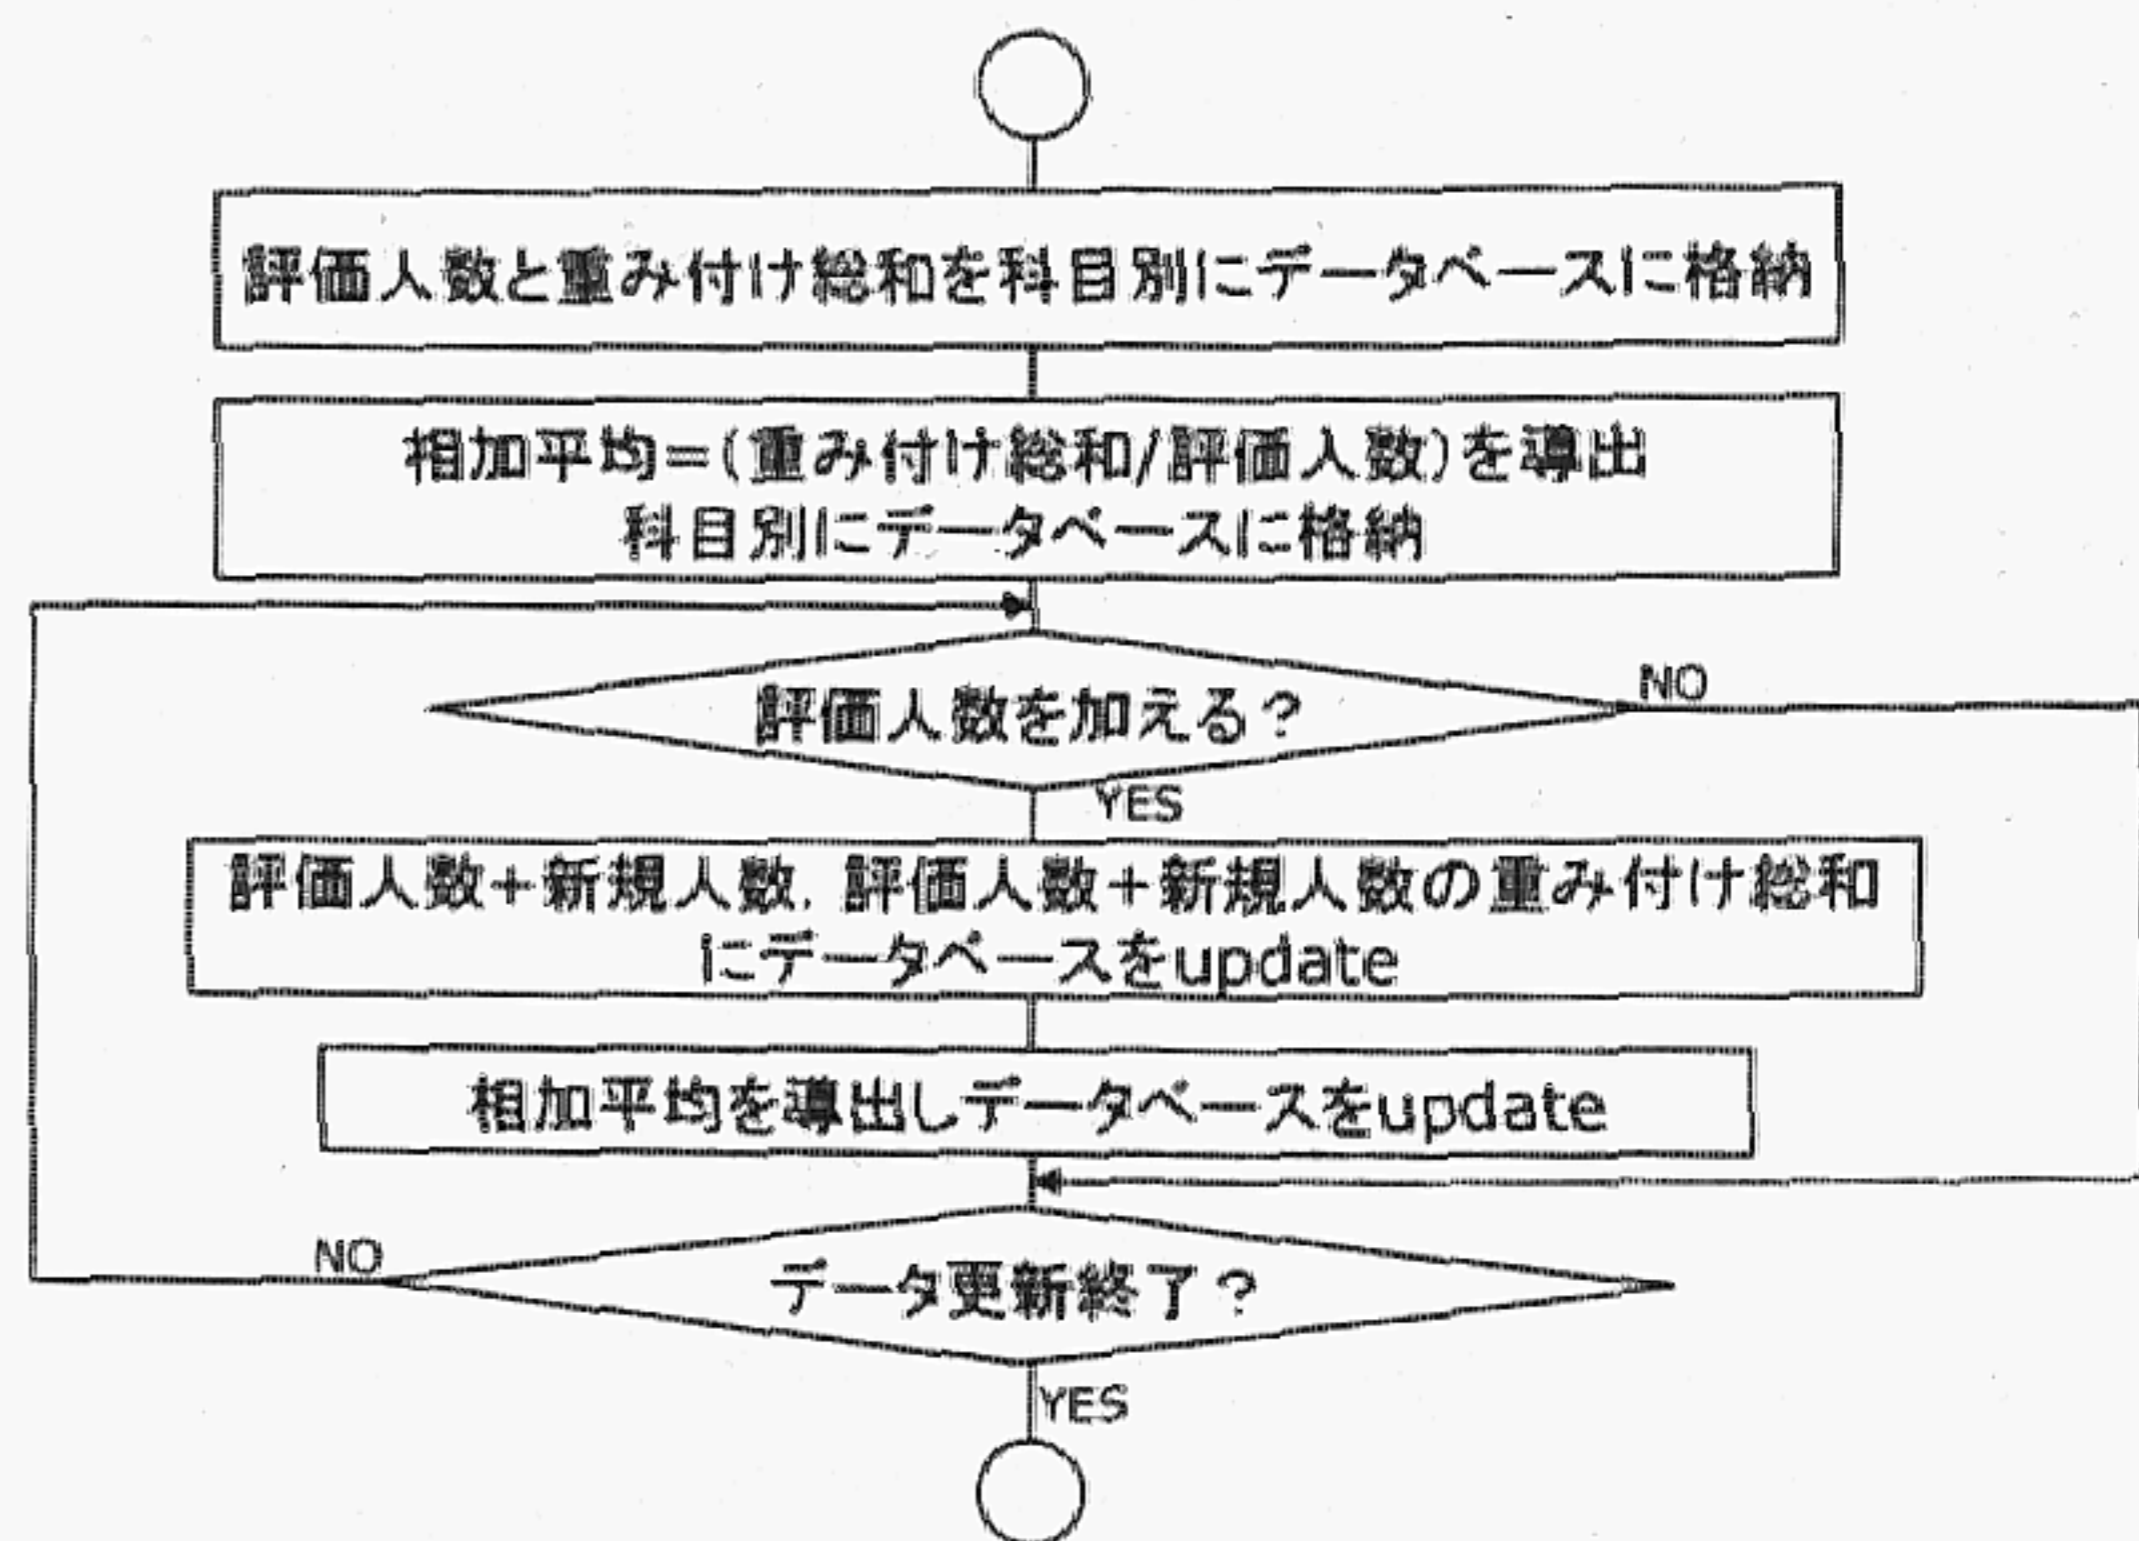 評価人数と重み付け総和を科目別にデータベースに格納
相加平均=(重み付け総和/評価人数)を導出
科目別にデータベースに格納
評価人数を加える?
NO
YES
評価人数+新規人数, 評価人数+新規人数の重み付け総和
にデータベースをupdate
相加平均を導出しデータベースをupdate
NO
データ更新終了?
YES